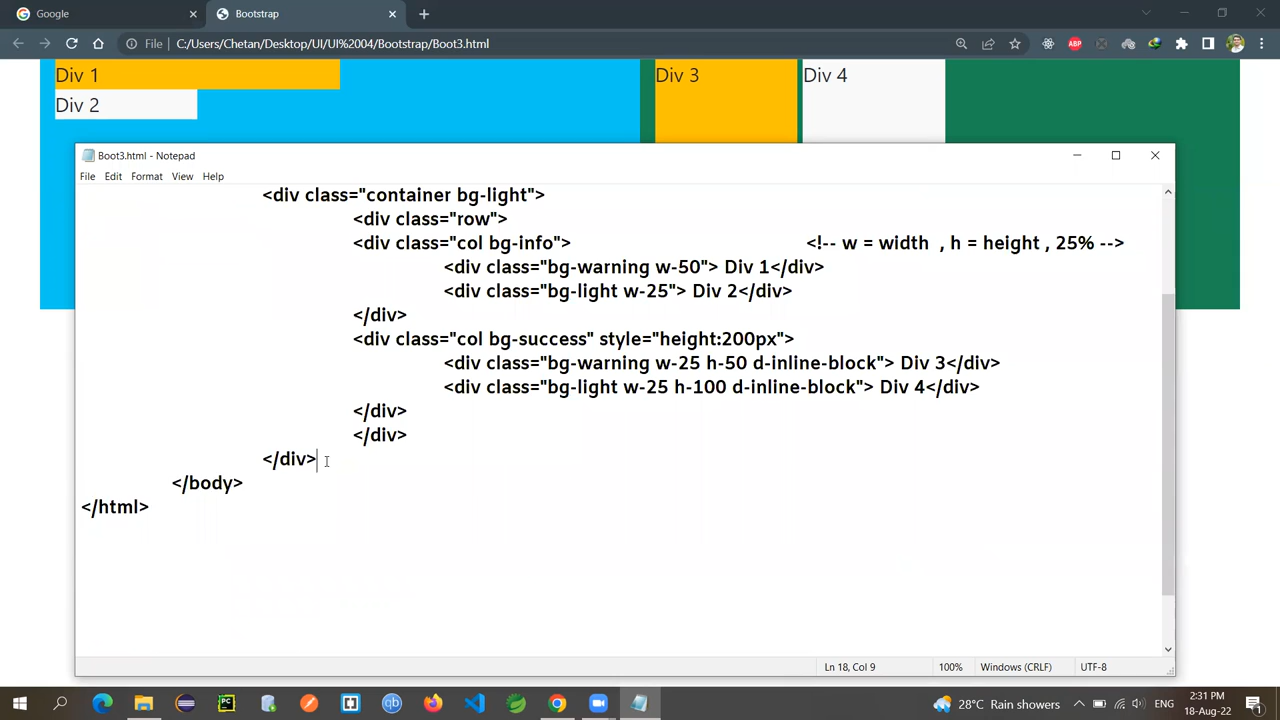 Google
Bootstrap
File
C:/Users/Chetan/Desktop/UI/UI%2004/Bootstrap/Boot3.html
ABP
Div 1
Div 2
Div 3
Div 4
Boot3.html - Notepad
File Edit Format View Help
<div class="container bg-light">
<div class="row">
<div class="col bg-info"> <!-- w = width , h = height , 25% -->
<div class="bg-warning w-50"> Div 1</div>
<div class="bg-light w-25"> Div 2</div>
</div>
<div class="col bg-success" style="height:200px">
<div class="bg-warning w-25 h-50 d-inline-block"> Div 3</div>
<div class="bg-light w-25 h-100 d-inline-block"> Div 4</div>
</div>
</div>
</div>
</body>
</html>
Ln 18, Col 9 100% Windows (CRLF) UTF-8
PC
qb
28°C Rain showers
ENG
2:31 PM
18-Aug-22
1